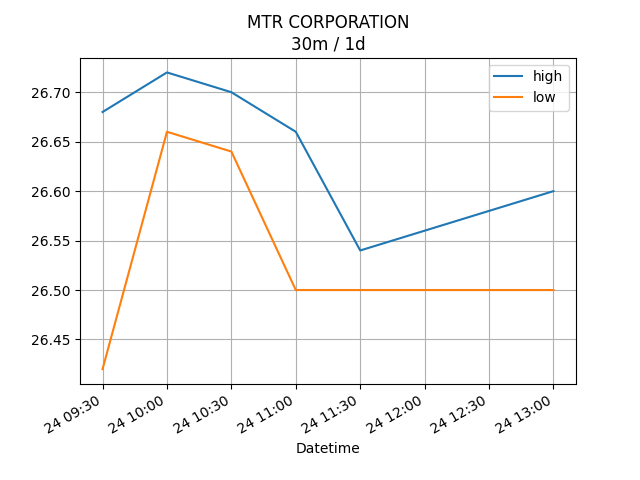 MTR CORPORATION
30m / 1d
high
low
26.70
26.65
26.60
26.55
26.50
26.45
24 09:30
24 10:00
24 10:30
24 11:00
24 11:30
24 12:00
24 12:30
24 13:00
Datetime